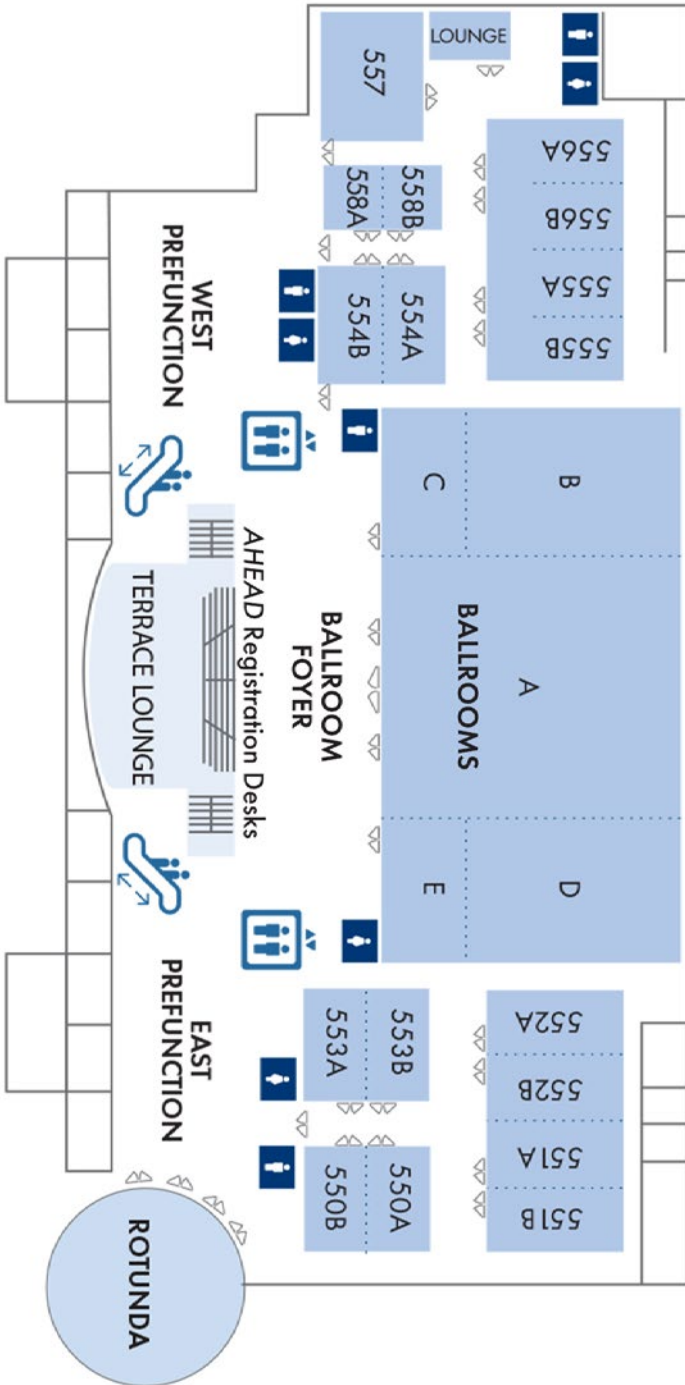 LOUNGE
557
556A
556B
555A
555B
558A
558B
554B
554A
WEST
PREFUNCTION
C
B
A
BALLROOMS
BALLROOM
FOYER
AHEAD Registration Desks
TERRACE LOUNGE
E
D
EAST
PREFUNCTION
553A
553B
552A
552B
551A
551B
550B
550A
ROTUNDA